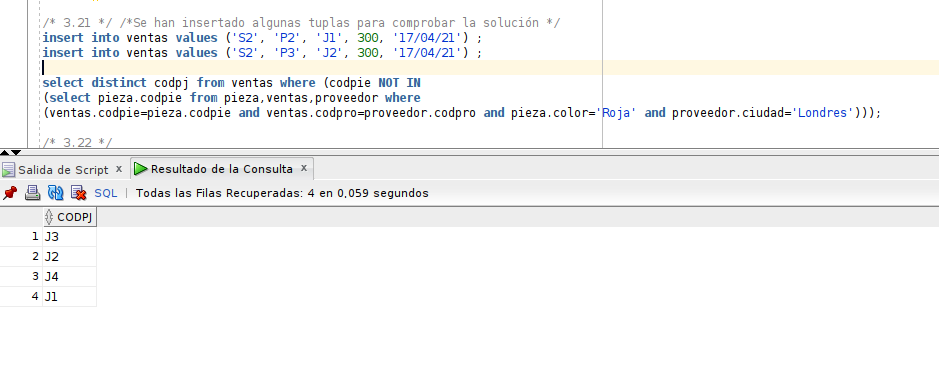 /* 3.21 */ /*Se han insertado algunas tuplas para comprobar la solución */
insert into ventas values ('S2', 'P2', 'J1', 300, '17/04/21') ;
insert into ventas values ('S2', 'P3', 'J2', 300, '17/04/21') ;
select distinct codpj from ventas where (codpie NOT IN
(select pieza.codpie from pieza,ventas,proveedor where
(ventas.codpie=pieza.codpie and ventas.codpro=proveedor.codpro and pieza.color='Roja' and proveedor.ciudad='Londres')));
/* 3.22 */
Salida de Script x Resultado de la Consulta x
SQL | Todas las Filas Recuperadas: 4 en 0,059 segundos
CODPJ
1 J3
2 J2
3 J4
4 J1